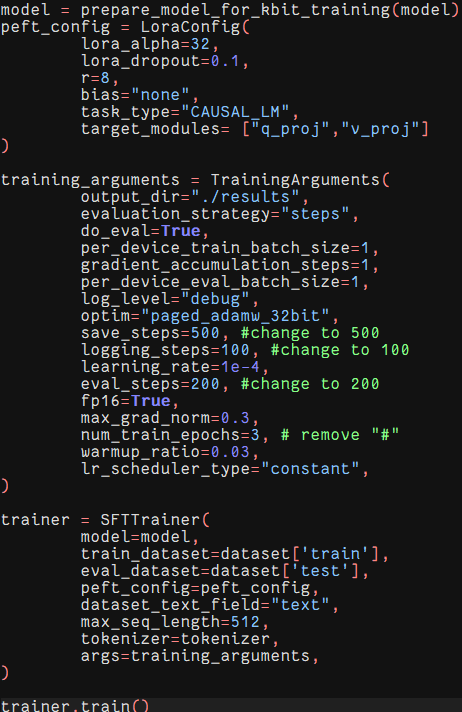 model = prepare_model_for_kbit_training(model)
peft_config = LoraConfig(
        lora_alpha=32,
        lora_dropout=0.1,
        r=8,
        bias="none",
        task_type="CAUSAL_LM",
        target_modules= ["q_proj","v_proj"]
)

training_arguments = TrainingArguments(
        output_dir="./results",
        evaluation_strategy="steps",
        do_eval=True,
        per_device_train_batch_size=1,
        gradient_accumulation_steps=1,
        per_device_eval_batch_size=1,
        log_level="debug",
        optim="paged_adamw_32bit",
        save_steps=500, #change to 500
        logging_steps=100, #change to 100
        learning_rate=1e-4,
        eval_steps=200, #change to 200
        fp16=True,
        max_grad_norm=0.3,
        num_train_epochs=3, # remove "#"
        warmup_ratio=0.03,
        lr_scheduler_type="constant",
)

trainer = SFTTrainer(
        model=model,
        train_dataset=dataset['train'],
        eval_dataset=dataset['test'],
        peft_config=peft_config,
        dataset_text_field="text",
        max_seq_length=512,
        tokenizer=tokenizer,
        args=training_arguments,
)

trainer.train()